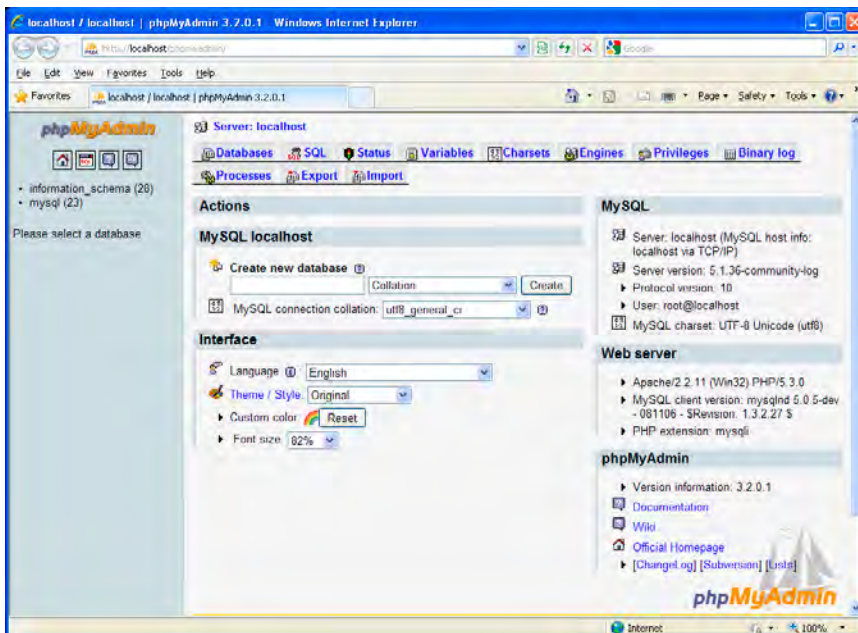 localhost / localhost | phpMyAdmin 3.2.0.1 Windows Internet Explorer
http://localhost/phpmyadmin/
Google
File Edit View Favorites Tools Help
Favorites localhost / localhost | phpMyAdmin 3.2.0.1 Page Safety Tools
phpMyAdmin
information_schema (28)
mysql (23)
Please select a database
Server: localhost
Databases SQL Status Variables Charsets Engines Privileges Binary log
Processes Export Import
Actions
MySQL localhost
Create new database
Collation Create
MySQL connection collation: utf8_general_ci
Interface
Language English
Theme / Style: Original
Custom color: Reset
Font size: 82%
MySQL
Server: localhost (MySQL host info:
localhost via TCP/IP)
Server version: 5.1.36-community-log
Protocol version: 10
User: root@localhost
MySQL charset: UTF-8 Unicode (utf8)
Web server
Apache/2.2.11 (Win32) PHP/5.3.0
MySQL client version: mysqlnd 5.0.5-dev
- 081106 - $Revision: 1.3.2.27 $
PHP extension: mysqli
phpMyAdmin
Version information: 3.2.0.1
Documentation
Wiki
Official Homepage
[ChangeLog] [Subversion] [Lists]
phpMyAdmin
Internet 100%